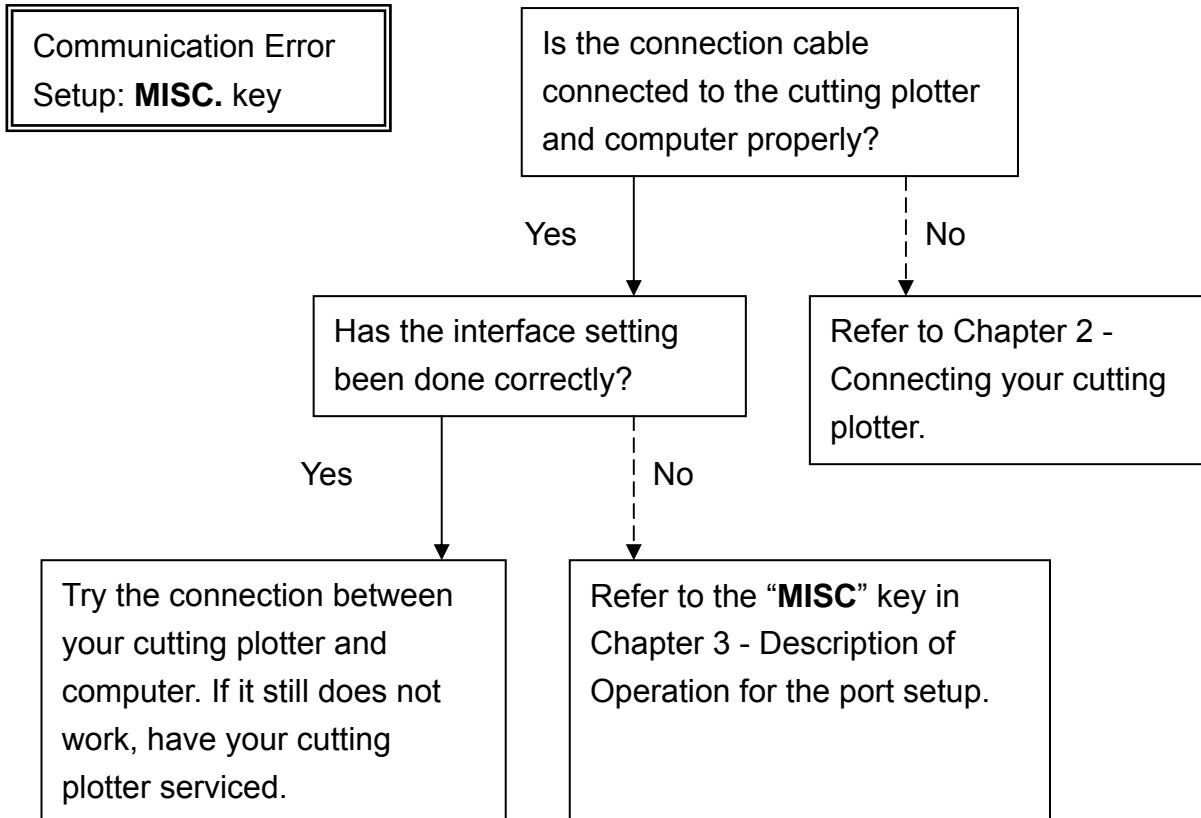 Communication Error
Setup: MISC. key
Is the connection cable
connected to the cutting plotter
and computer properly?
Yes
No
Has the interface setting
been done correctly?
Refer to Chapter 2 -
Connecting your cutting
plotter.
Yes
No
Try the connection between
your cutting plotter and
computer. If it still does not
work, have your cutting
plotter serviced.
Refer to the “MISC” key in
Chapter 3 - Description of
Operation for the port setup.